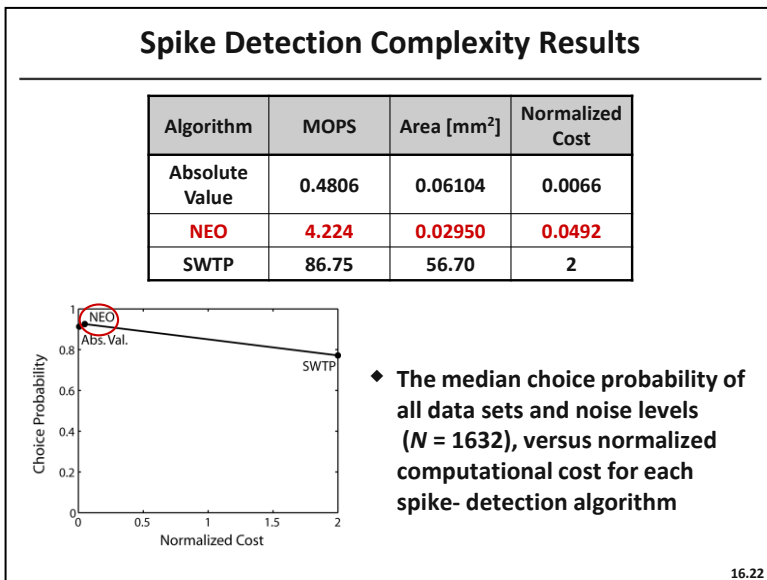 Spike Detection Complexity Results
Algorithm MOPS Area [mm²] Normalized Cost
Absolute Value 0.4806 0.06104 0.0066
NEO 4.224 0.02950 0.0492
SWTP 86.75 56.70 2
1
NEO
Abs. Val.
0.8
SWTP
0.6
0.4
0.2
0
Choice Probability
0 0.5 1 1.5 2
Normalized Cost
◆ The median choice probability of
all data sets and noise levels
(N = 1632), versus normalized
computational cost for each
spike- detection algorithm
16.22